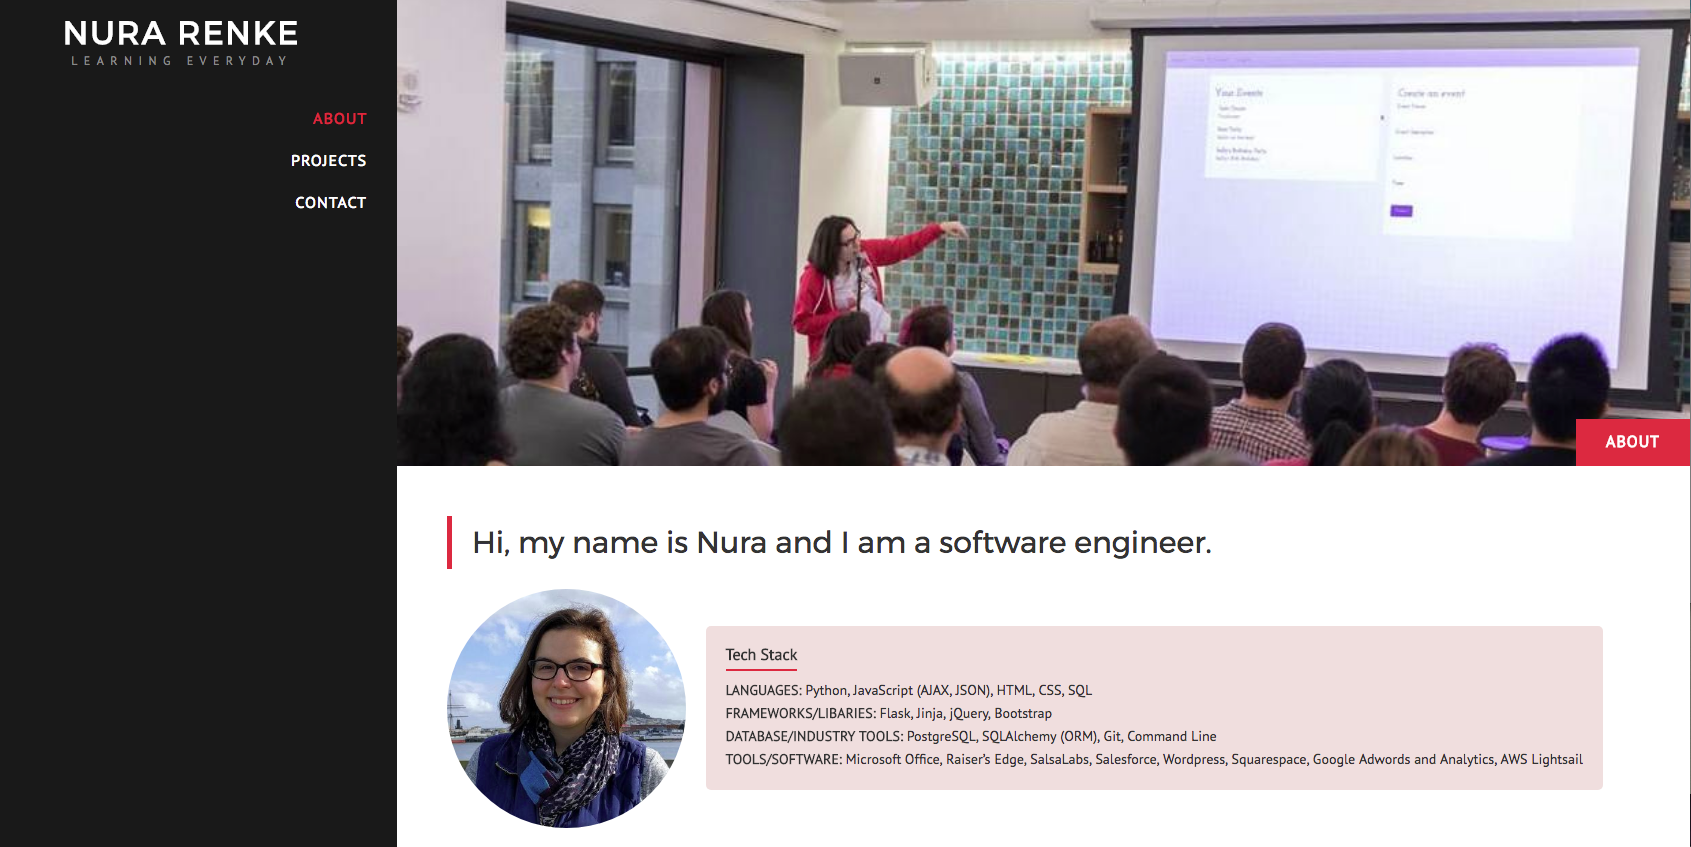 NURA RENKE
LEARNING EVERYDAY
ABOUT
PROJECTS
CONTACT
Your Events
Create an event
ABOUT
Hi, my name is Nura and I am a software engineer.
Tech Stack
LANGUAGES: Python, JavaScript (AJAX, JSON), HTML, CSS, SQL
FRAMEWORKS/LIBARIES: Flask, Jinja, jQuery, Bootstrap
DATABASE/INDUSTRY TOOLS: PostgreSQL, SQLAlchemy (ORM), Git, Command Line
TOOLS/SOFTWARE: Microsoft Office, Raiser's Edge, SalsaLabs, Salesforce, Wordpress, Squarespace, Google Adwords and Analytics, AWS Lightsail